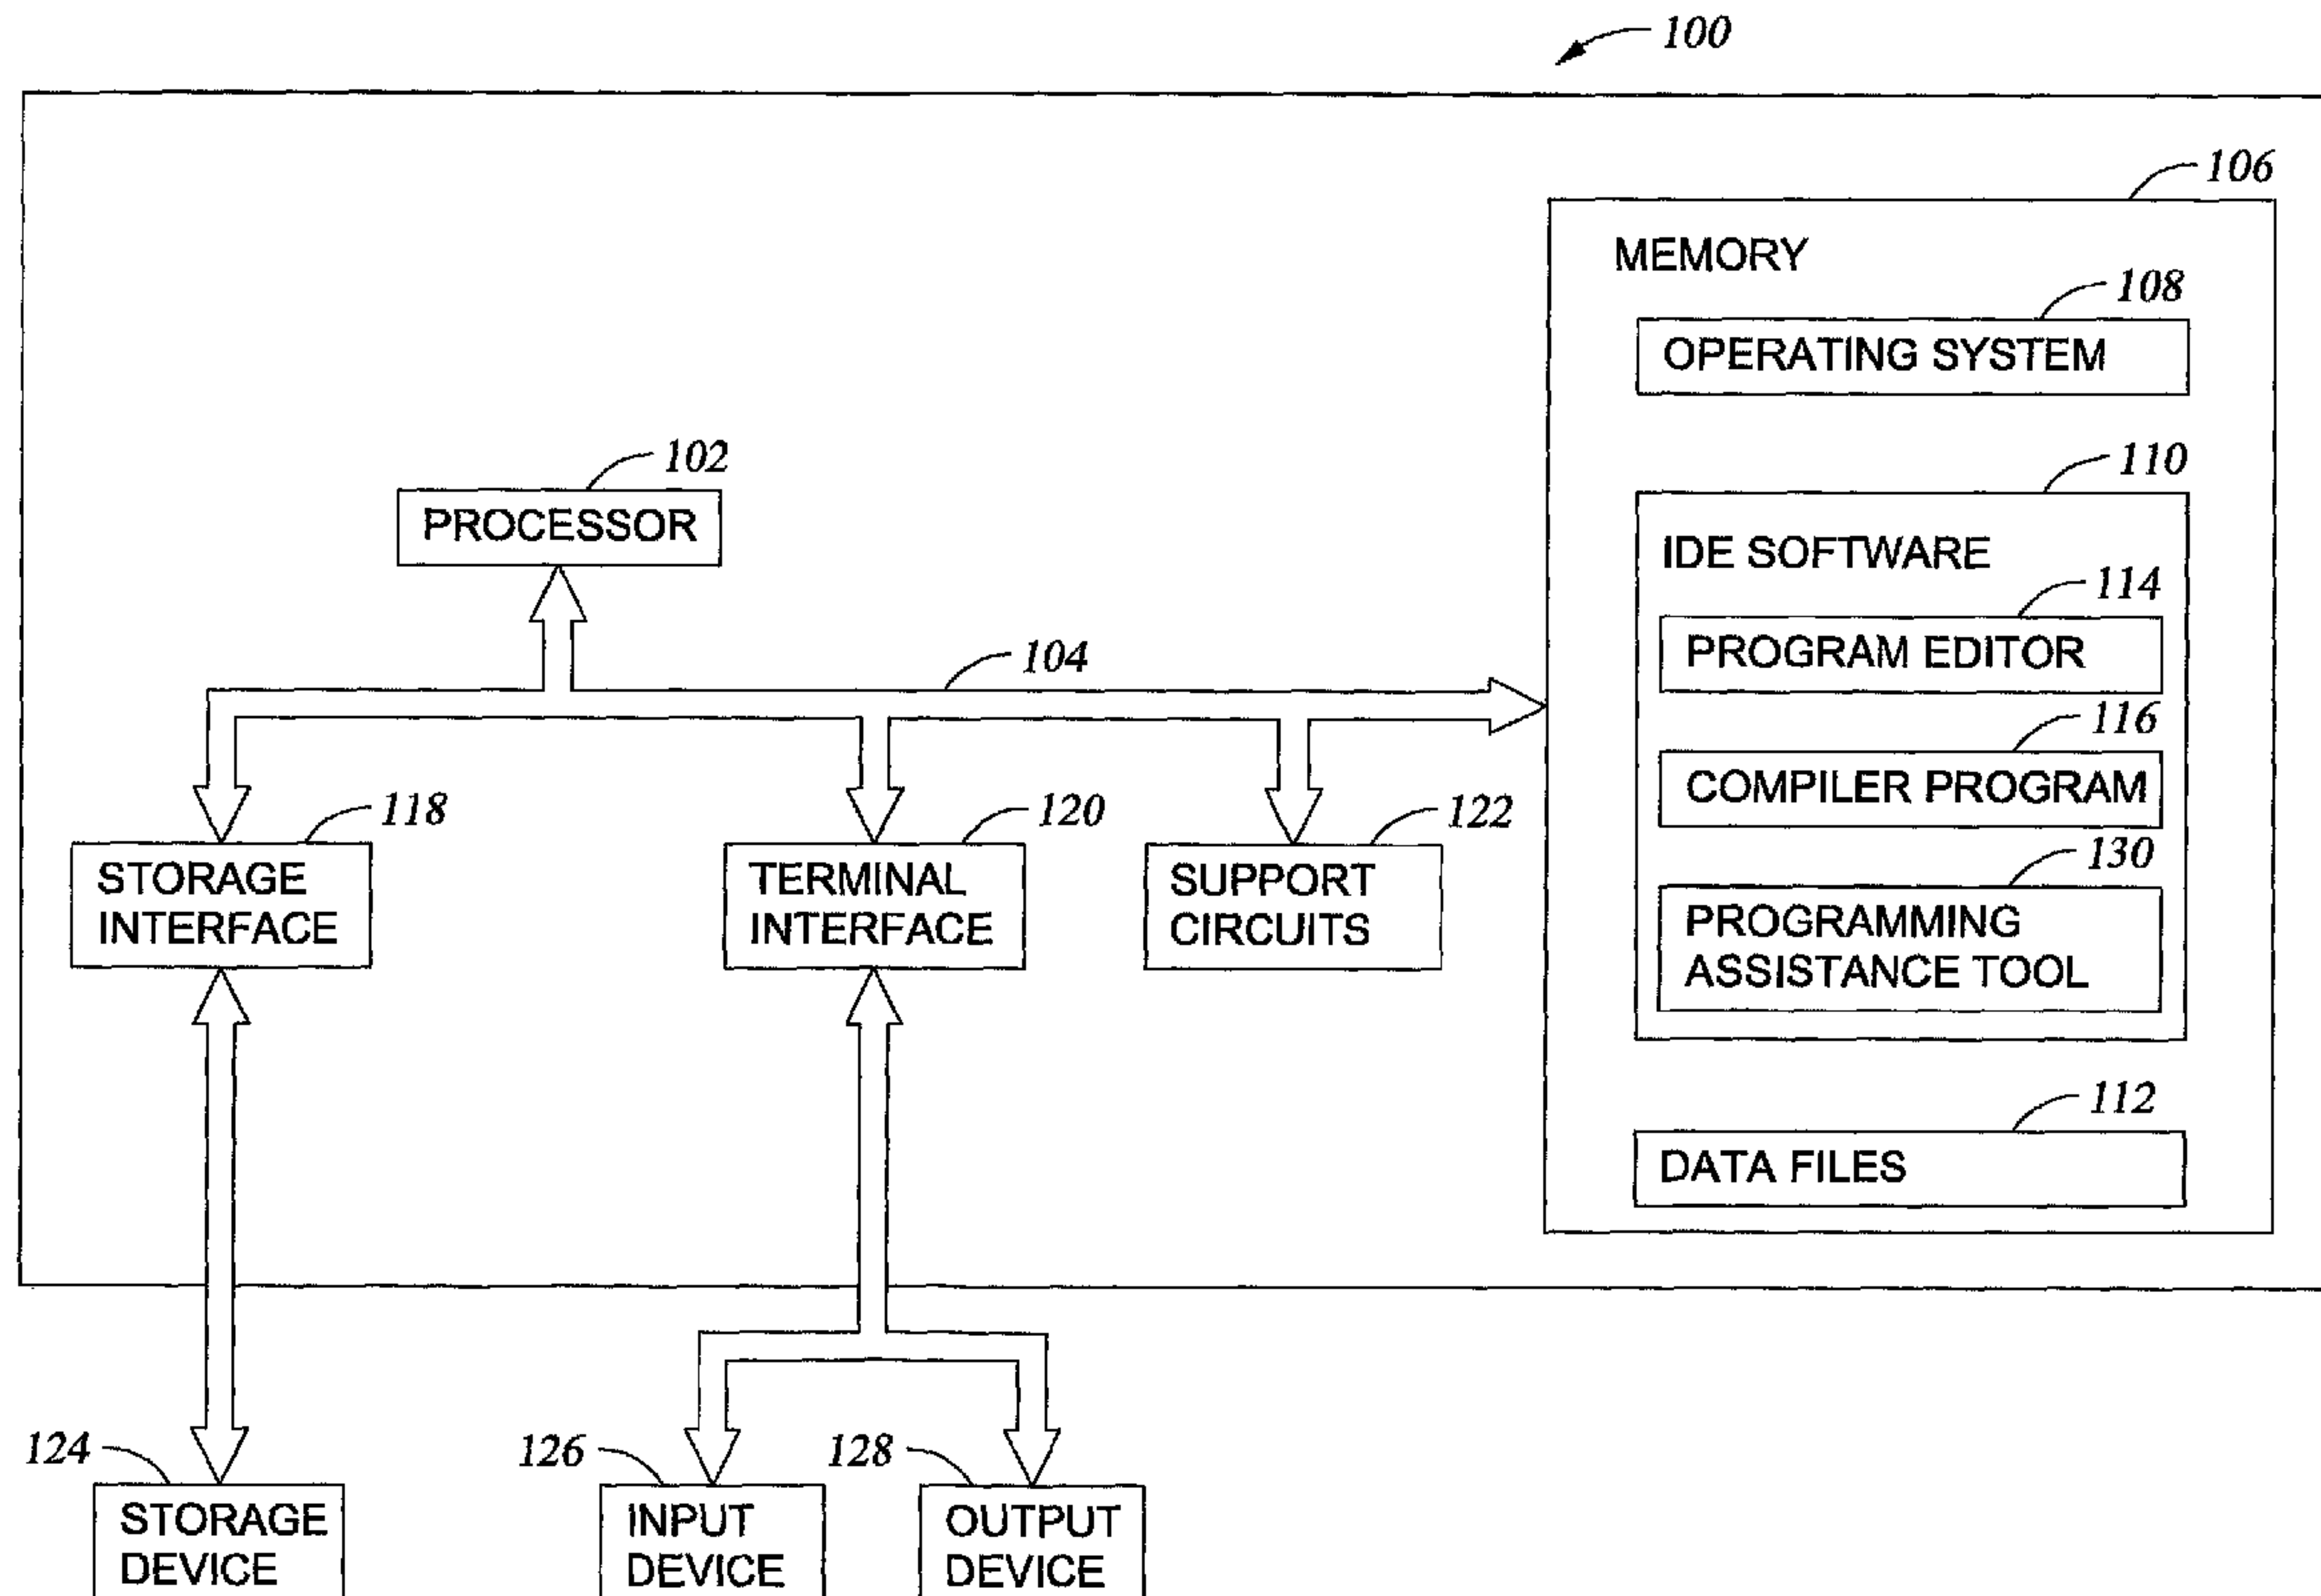 100
106
MEMORY
108
OPERATING SYSTEM
102
PROCESSOR
110
IDE SOFTWARE
114
PROGRAM EDITOR
104
116
COMPILER PROGRAM
118
STORAGE
INTERFACE
120
TERMINAL
INTERFACE
122
SUPPORT
CIRCUITS
130
PROGRAMMING
ASSISTANCE TOOL
112
DATA FILES
124
STORAGE
DEVICE
126
INPUT
DEVICE
128
OUTPUT
DEVICE